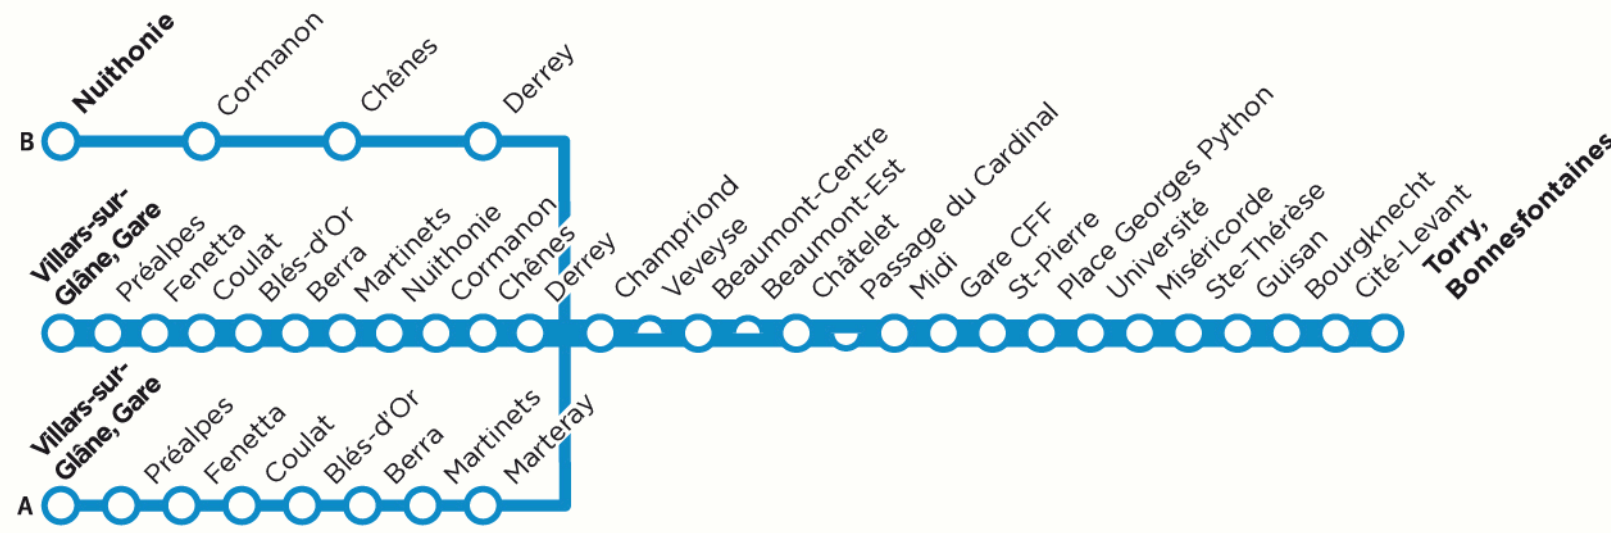 B
Nuithonie
Cormanon
Chênes
Derrey
Villars-sur-
Glâne, Gare
Préalpes
Fenetta
Coulat
Blés-d'Or
Berra
Martinets
Nuithonie
Cormanon
Chênes
Derrey
Champriond
Veveyse
Beaumont-Centre
Beaumont-Est
Châtelet
Passage du Cardinal
Midi
Gare CFF
St-Pierre
Place Georges Python
Université
Miséricorde
Ste-Thérèse
Guisan
Bourgknecht
Cité-Levant
Torry,
Bonnesfontaines
A
Villars-sur-
Glâne, Gare
Préalpes
Fenetta
Coulat
Blés-d'Or
Berra
Martinets
Marteray